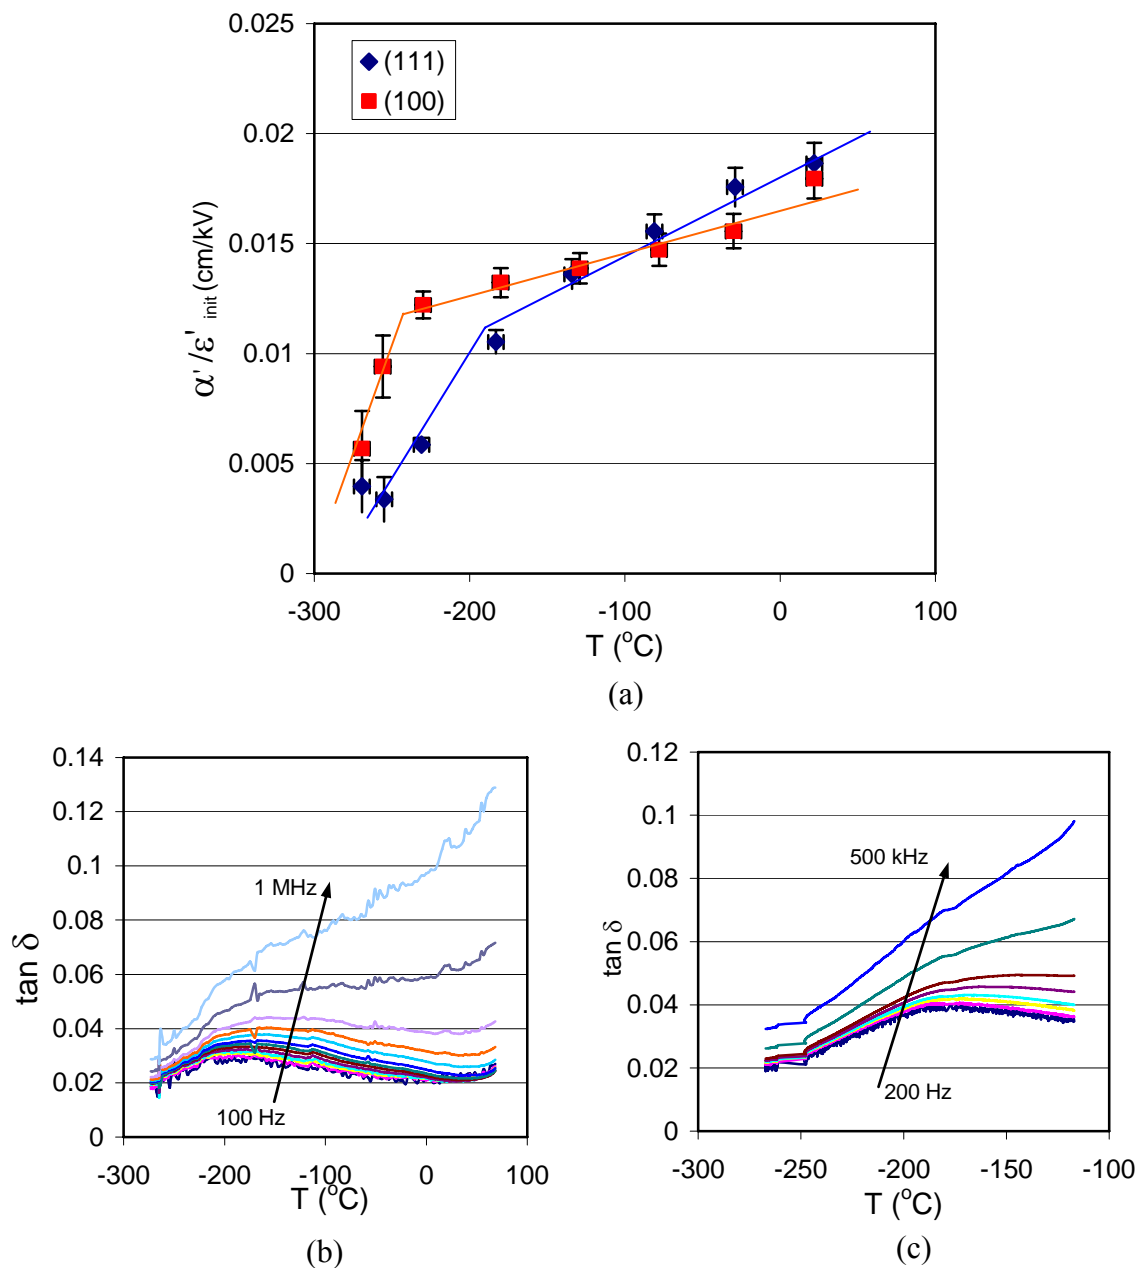 0.025
(111)
(100)
0.02
0.015
0.01
0.005
0
α' /ε' init (cm/kV)
-300 -200 -100 0 100
T (°C)
(a)
0.14
0.12
0.1
0.08
0.06
0.04
0.02
0
tan δ
1 MHz
100 Hz
-300 -200 -100 0 100
T (°C)
(b)
0.12
0.1
0.08
0.06
0.04
0.02
0
tan δ
500 kHz
200 Hz
-300 -250 -200 -150 -100
T (°C)
(c)